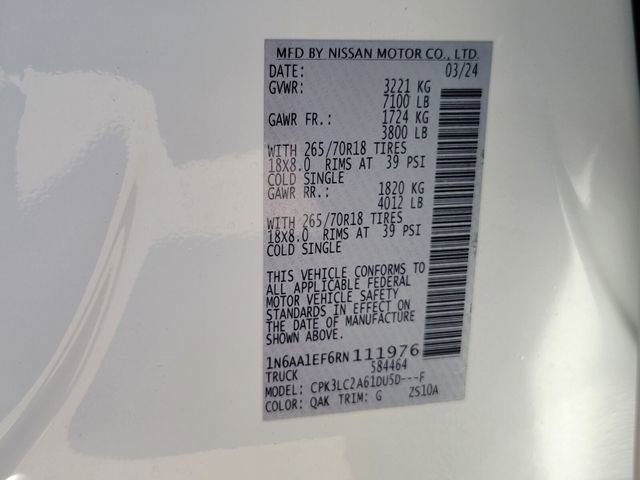 MFD BY NISSAN MOTOR CO., LTD.
DATE: 03/24
GVWR: 3221 KG
7100 LB
GAWR FR.: 1724 KG
3800 LB
WITH 265/70R18 TIRES
18X8.0 RIMS AT 39 PSI
COLD SINGLE
GAWR RR.: 1820 KG
4012 LB
WITH 265/70R18 TIRES
18X8.0 RIMS AT 39 PSI
COLD SINGLE
THIS VEHICLE CONFORMS TO
ALL APPLICABLE FEDERAL
MOTOR VEHICLE SAFETY
STANDARDS IN EFFECT ON
THE DATE OF MANUFACTURE
SHOWN ABOVE.
1N6AA1EF6RN111976
TRUCK 584464
MODEL: CPK3LC2A61DU5D---F
COLOR: QAK TRIM: G ZS10A